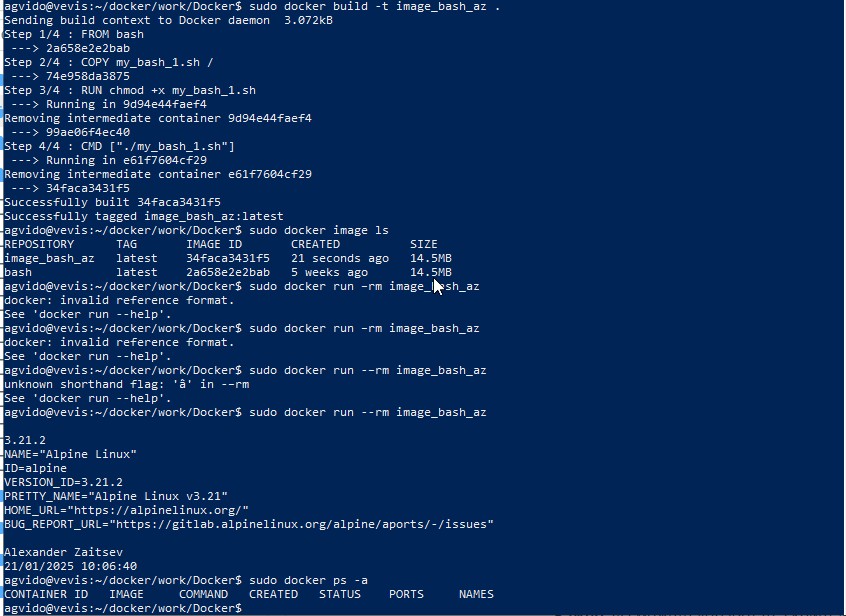 agvido@vevis:~/docker/work/Docker$ sudo docker build -t image_bash_az .
Sending build context to Docker daemon  3.072kB
Step 1/4 : FROM bash
 ---> 2a658e2e2bab
Step 2/4 : COPY my_bash_1.sh /
 ---> 74e958da3875
Step 3/4 : RUN chmod +x my_bash_1.sh
 ---> Running in 9d94e44faef4
Removing intermediate container 9d94e44faef4
 ---> 99ae06f4ec40
Step 4/4 : CMD ["./my_bash_1.sh"]
 ---> Running in e61f7604cf29
Removing intermediate container e61f7604cf29
 ---> 34faca3431f5
Successfully built 34faca3431f5
Successfully tagged image_bash_az:latest
agvido@vevis:~/docker/work/Docker$ sudo docker image ls
REPOSITORY      TAG       IMAGE ID       CREATED          SIZE
image_bash_az   latest    34faca3431f5   21 seconds ago   14.5MB
bash            latest    2a658e2e2bab   5 weeks ago      14.5MB
agvido@vevis:~/docker/work/Docker$ sudo docker run –rm image_bash_az
docker: invalid reference format.
See 'docker run --help'.
agvido@vevis:~/docker/work/Docker$ sudo docker run –rm image_bash_az
docker: invalid reference format.
See 'docker run --help'.
agvido@vevis:~/docker/work/Docker$ sudo docker run -–rm image_bash_az
unknown shorthand flag: 'â' in -–rm
See 'docker run --help'.
agvido@vevis:~/docker/work/Docker$ sudo docker run --rm image_bash_az
3.21.2
NAME="Alpine Linux"
ID=alpine
VERSION_ID=3.21.2
PRETTY_NAME="Alpine Linux v3.21"
HOME_URL="https://alpinelinux.org/"
BUG_REPORT_URL="https://gitlab.alpinelinux.org/alpine/aports/-/issues"
Alexander Zaitsev
21/01/2025 10:06:40
agvido@vevis:~/docker/work/Docker$ sudo docker ps -a
CONTAINER ID   IMAGE     COMMAND   CREATED   STATUS    PORTS     NAMES
agvido@vevis:~/docker/work/Docker$